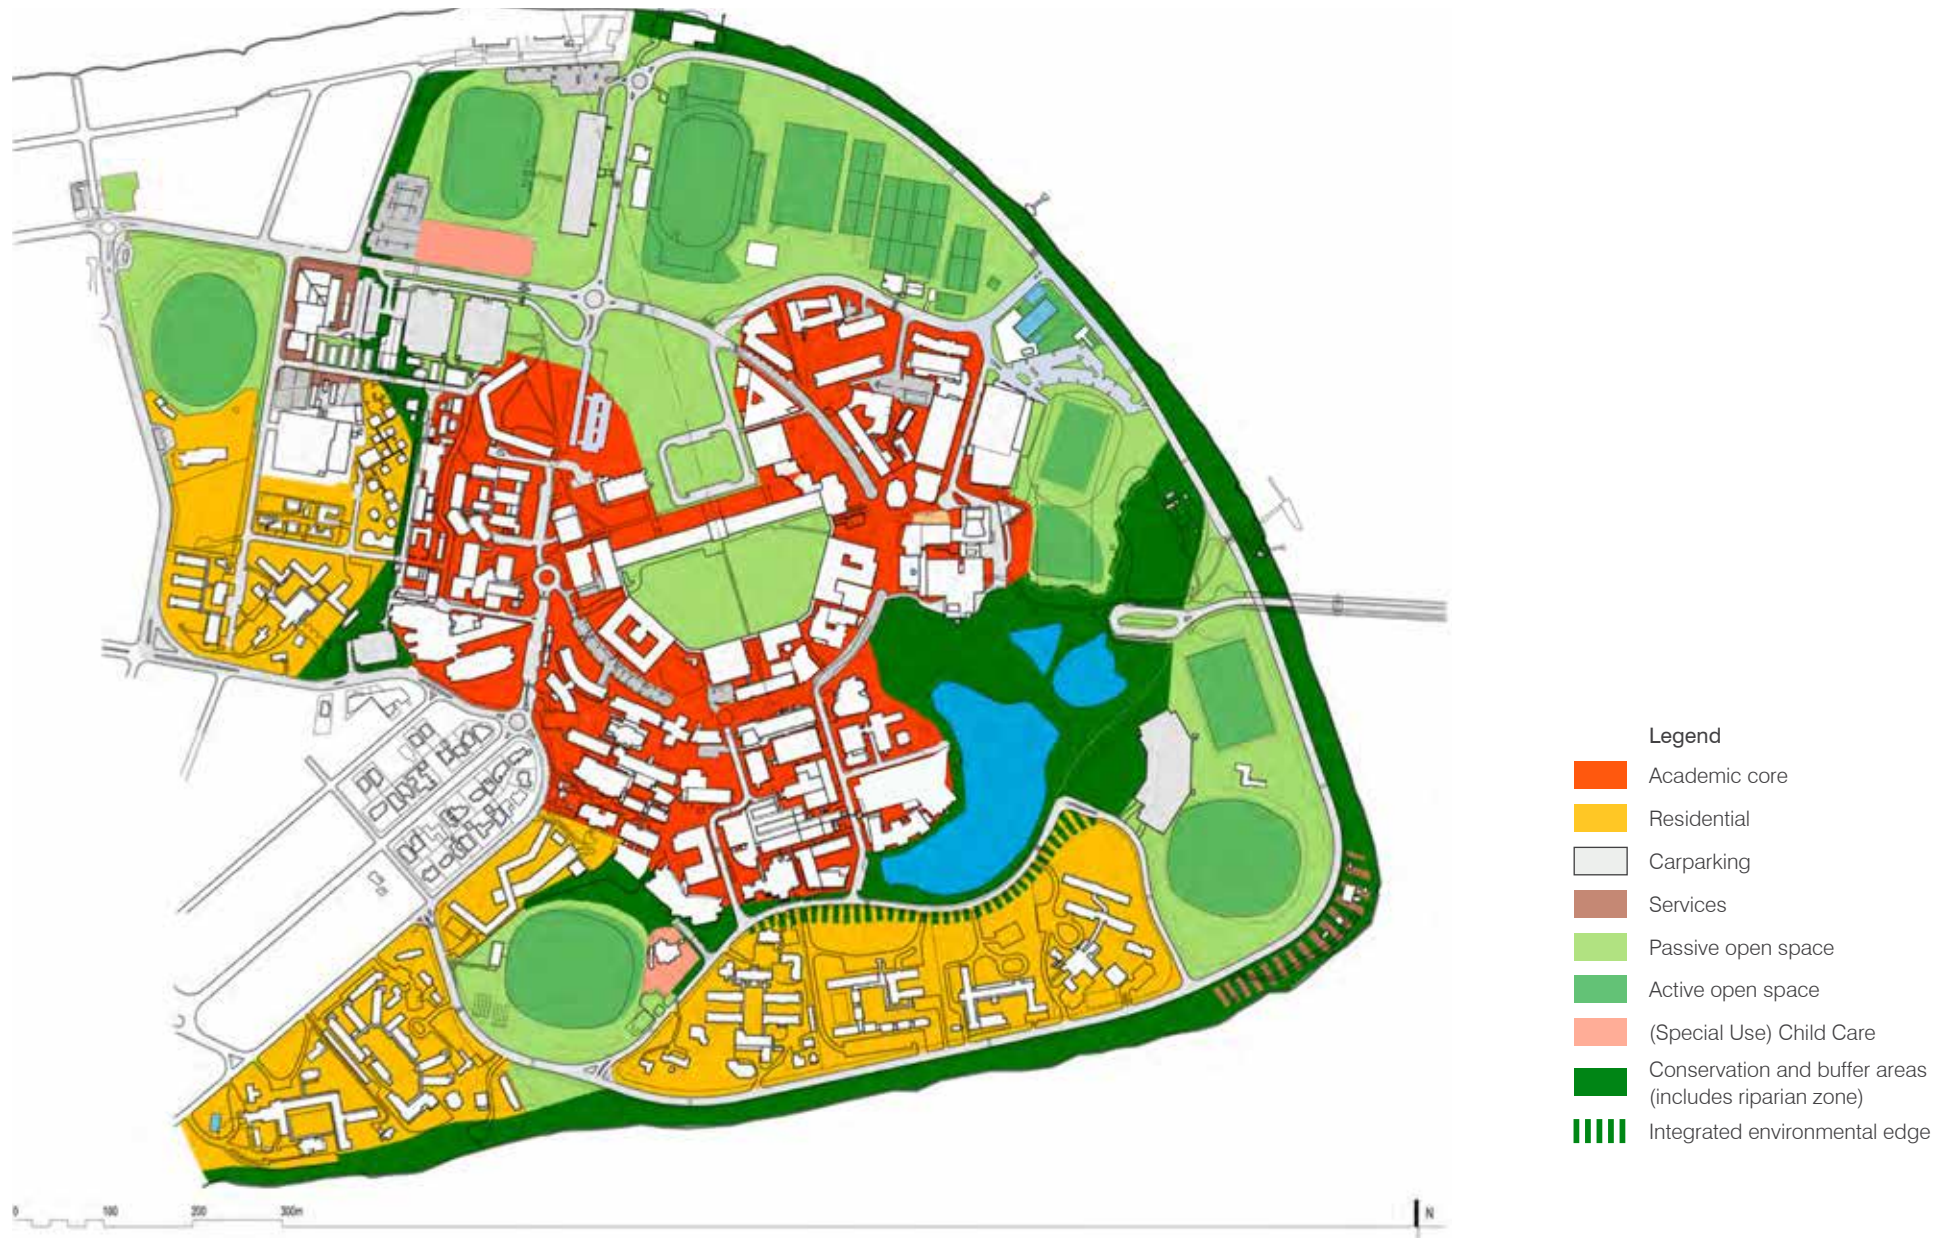 Legend
Academic core
Residential
Carparking
Services
Passive open space
Active open space
(Special Use) Child Care
Conservation and buffer areas
(includes riparian zone)
Integrated environmental edge
0 100 200 300m
N